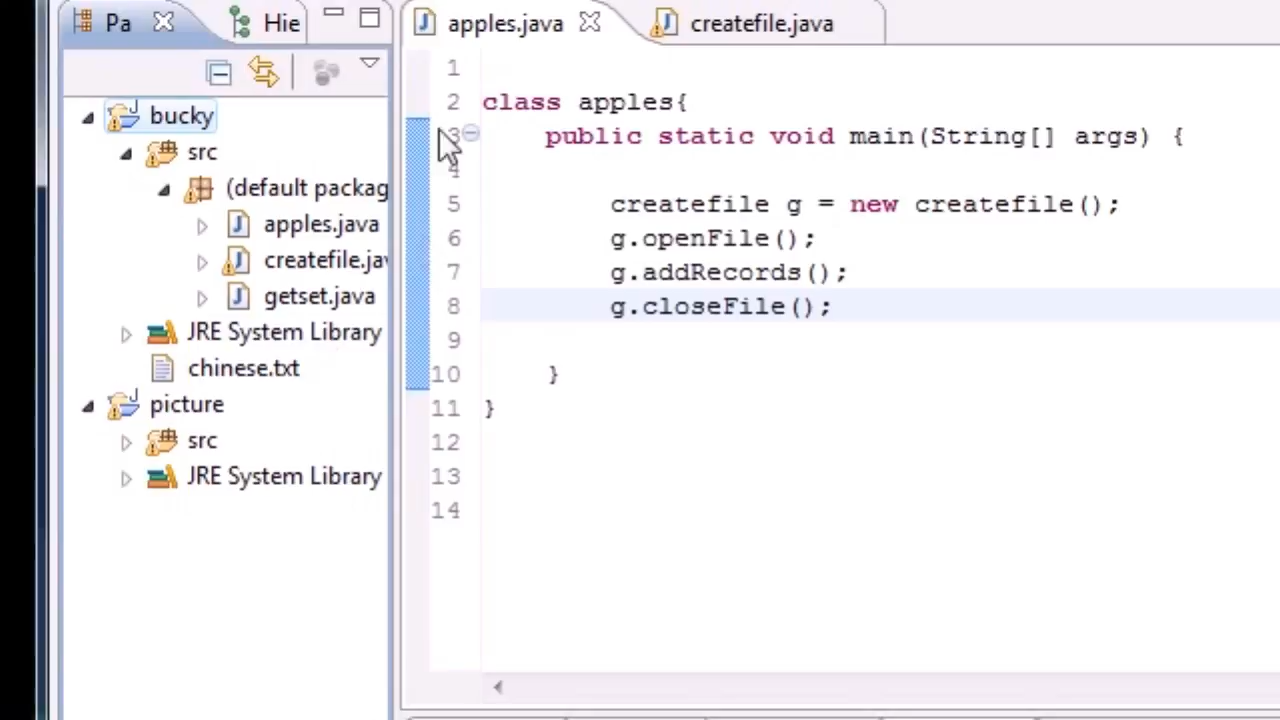 Pa
Hie
apples.java
createfile.java
bucky
src
(default packag
apples.java
createfile.jav
getset.java
JRE System Library
chinese.txt
picture
src
JRE System Library
1
2 class apples{
3 public static void main(String[] args) {
4
5 createfile g = new createfile();
6 g.openFile();
7 g.addRecords();
8 g.closeFile();
9
10 }
11 }
12
13
14